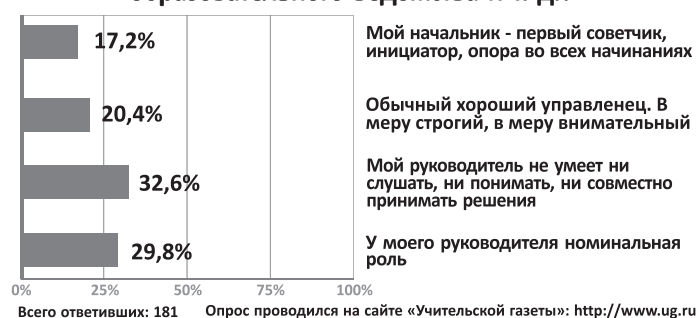 17,2%
Мой начальник - первый советчик,
инициатор, опора во всех начинаниях
20,4%
Обычный хороший управленец. В
меру строгий, в меру внимательный
32,6%
Мой руководитель не умеет ни
слушать, ни понимать, ни совместно
принимать решения
29,8%
У моего руководителя номинальная
роль
0% 25% 50% 75% 100%
Всего ответивших: 181 Опрос проводился на сайте «Учительской газеты»: http://www.ug.ru